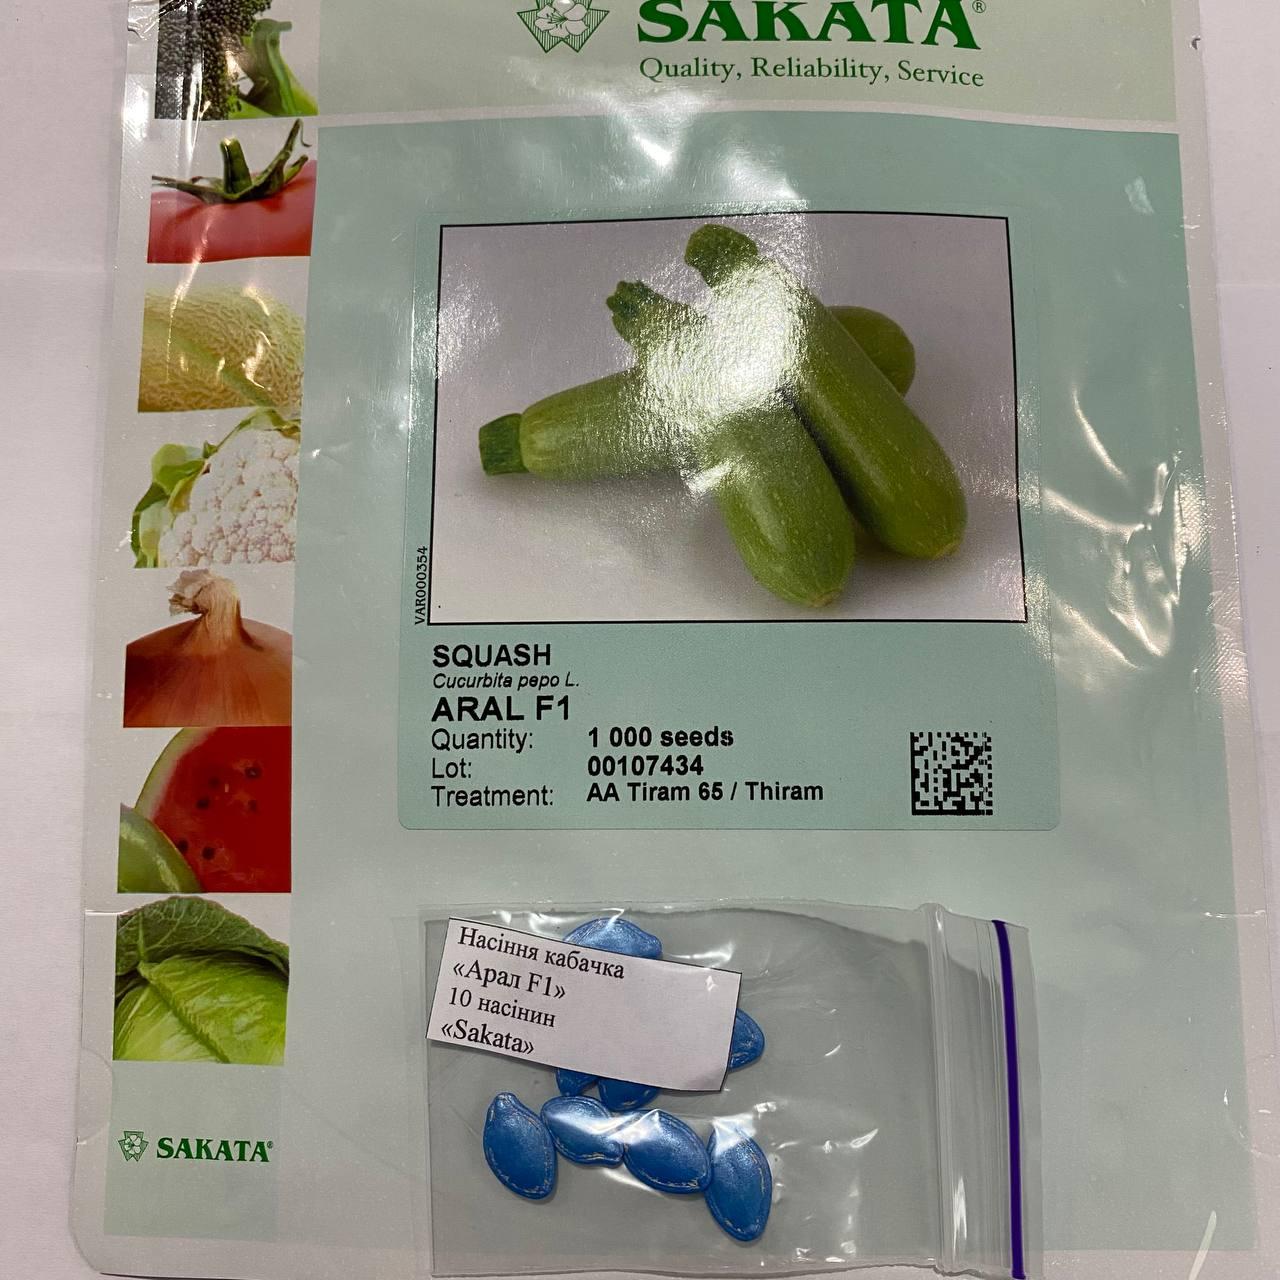 SAKATA®
Quality, Reliability, Service
VAR000354
SQUASH
Cucurbita pepo L.
ARAL F1
Quantity: 1 000 seeds
Lot: 00107434
Treatment: AA Tiram 65 / Thiram
Насіння кабачка
«Арал F1»
10 насінин
«Sakata»
SAKATA®